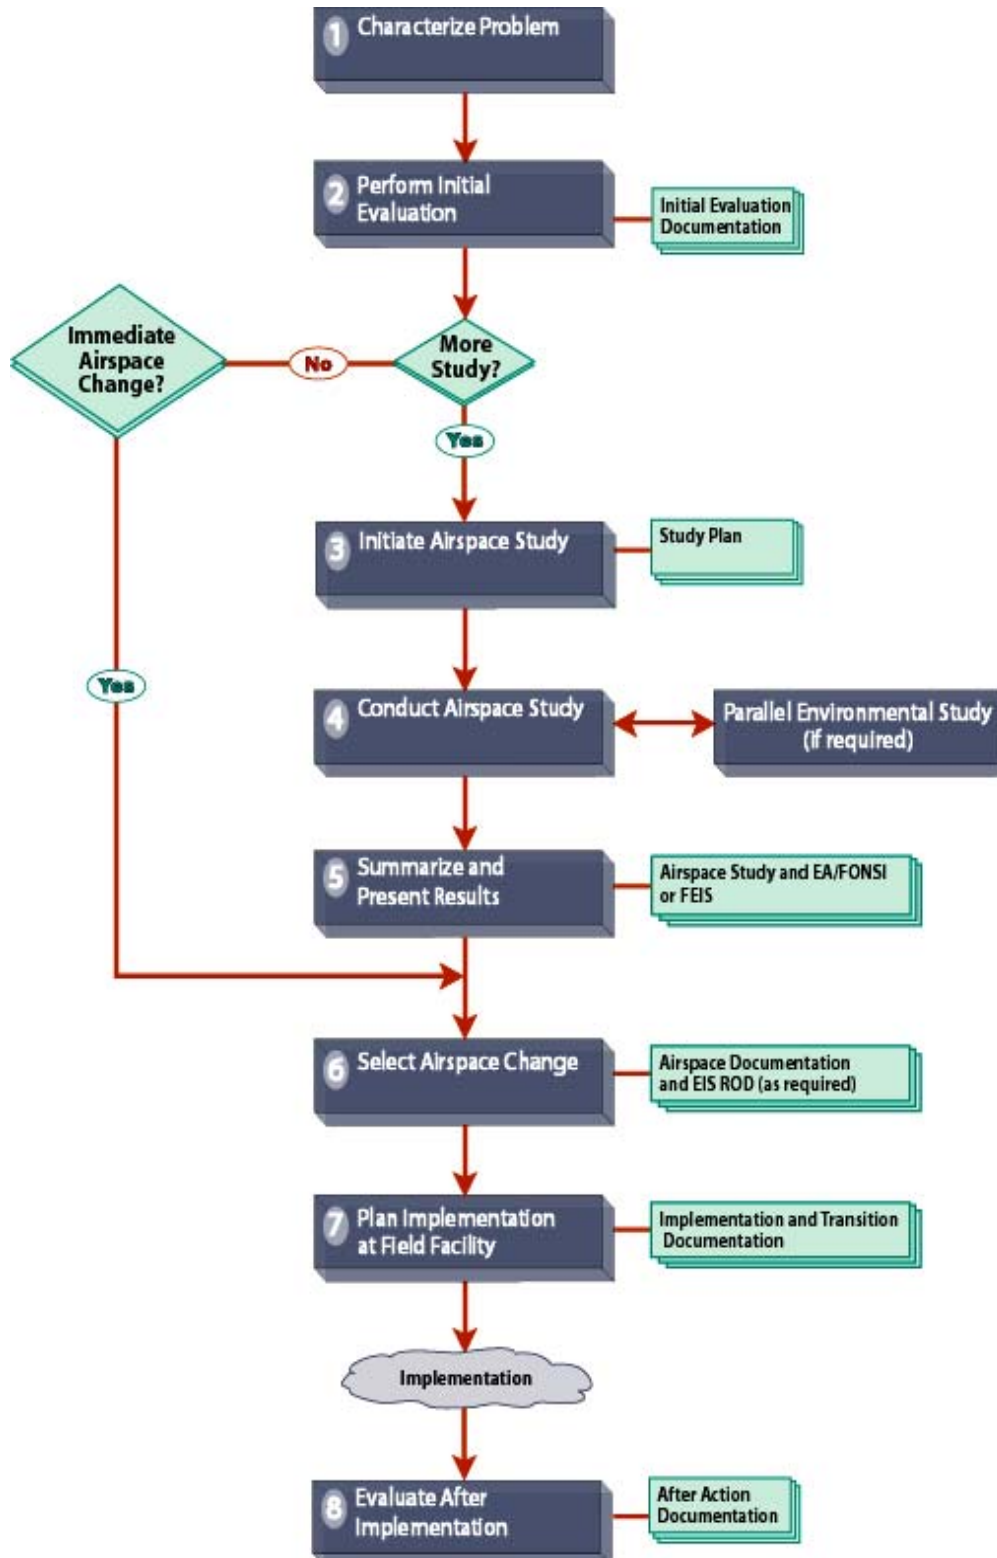 1 Characterize Problem
2 Perform Initial
Evaluation
Initial Evaluation
Documentation
Immediate
Airspace
Change?
No
More
Study?
Yes
3 Initiate Airspace Study
Study Plan
Yes
4 Conduct Airspace Study
Parallel Environmental Study
(if required)
5 Summarize and
Present Results
Airspace Study and EA/FONSI
or FEIS
6 Select Airspace Change
Airspace Documentation
and EIS ROD (as required)
7 Plan Implementation
at Field Facility
Implementation and Transition
Documentation
Implementation
8 Evaluate After
Implementation
After Action
Documentation